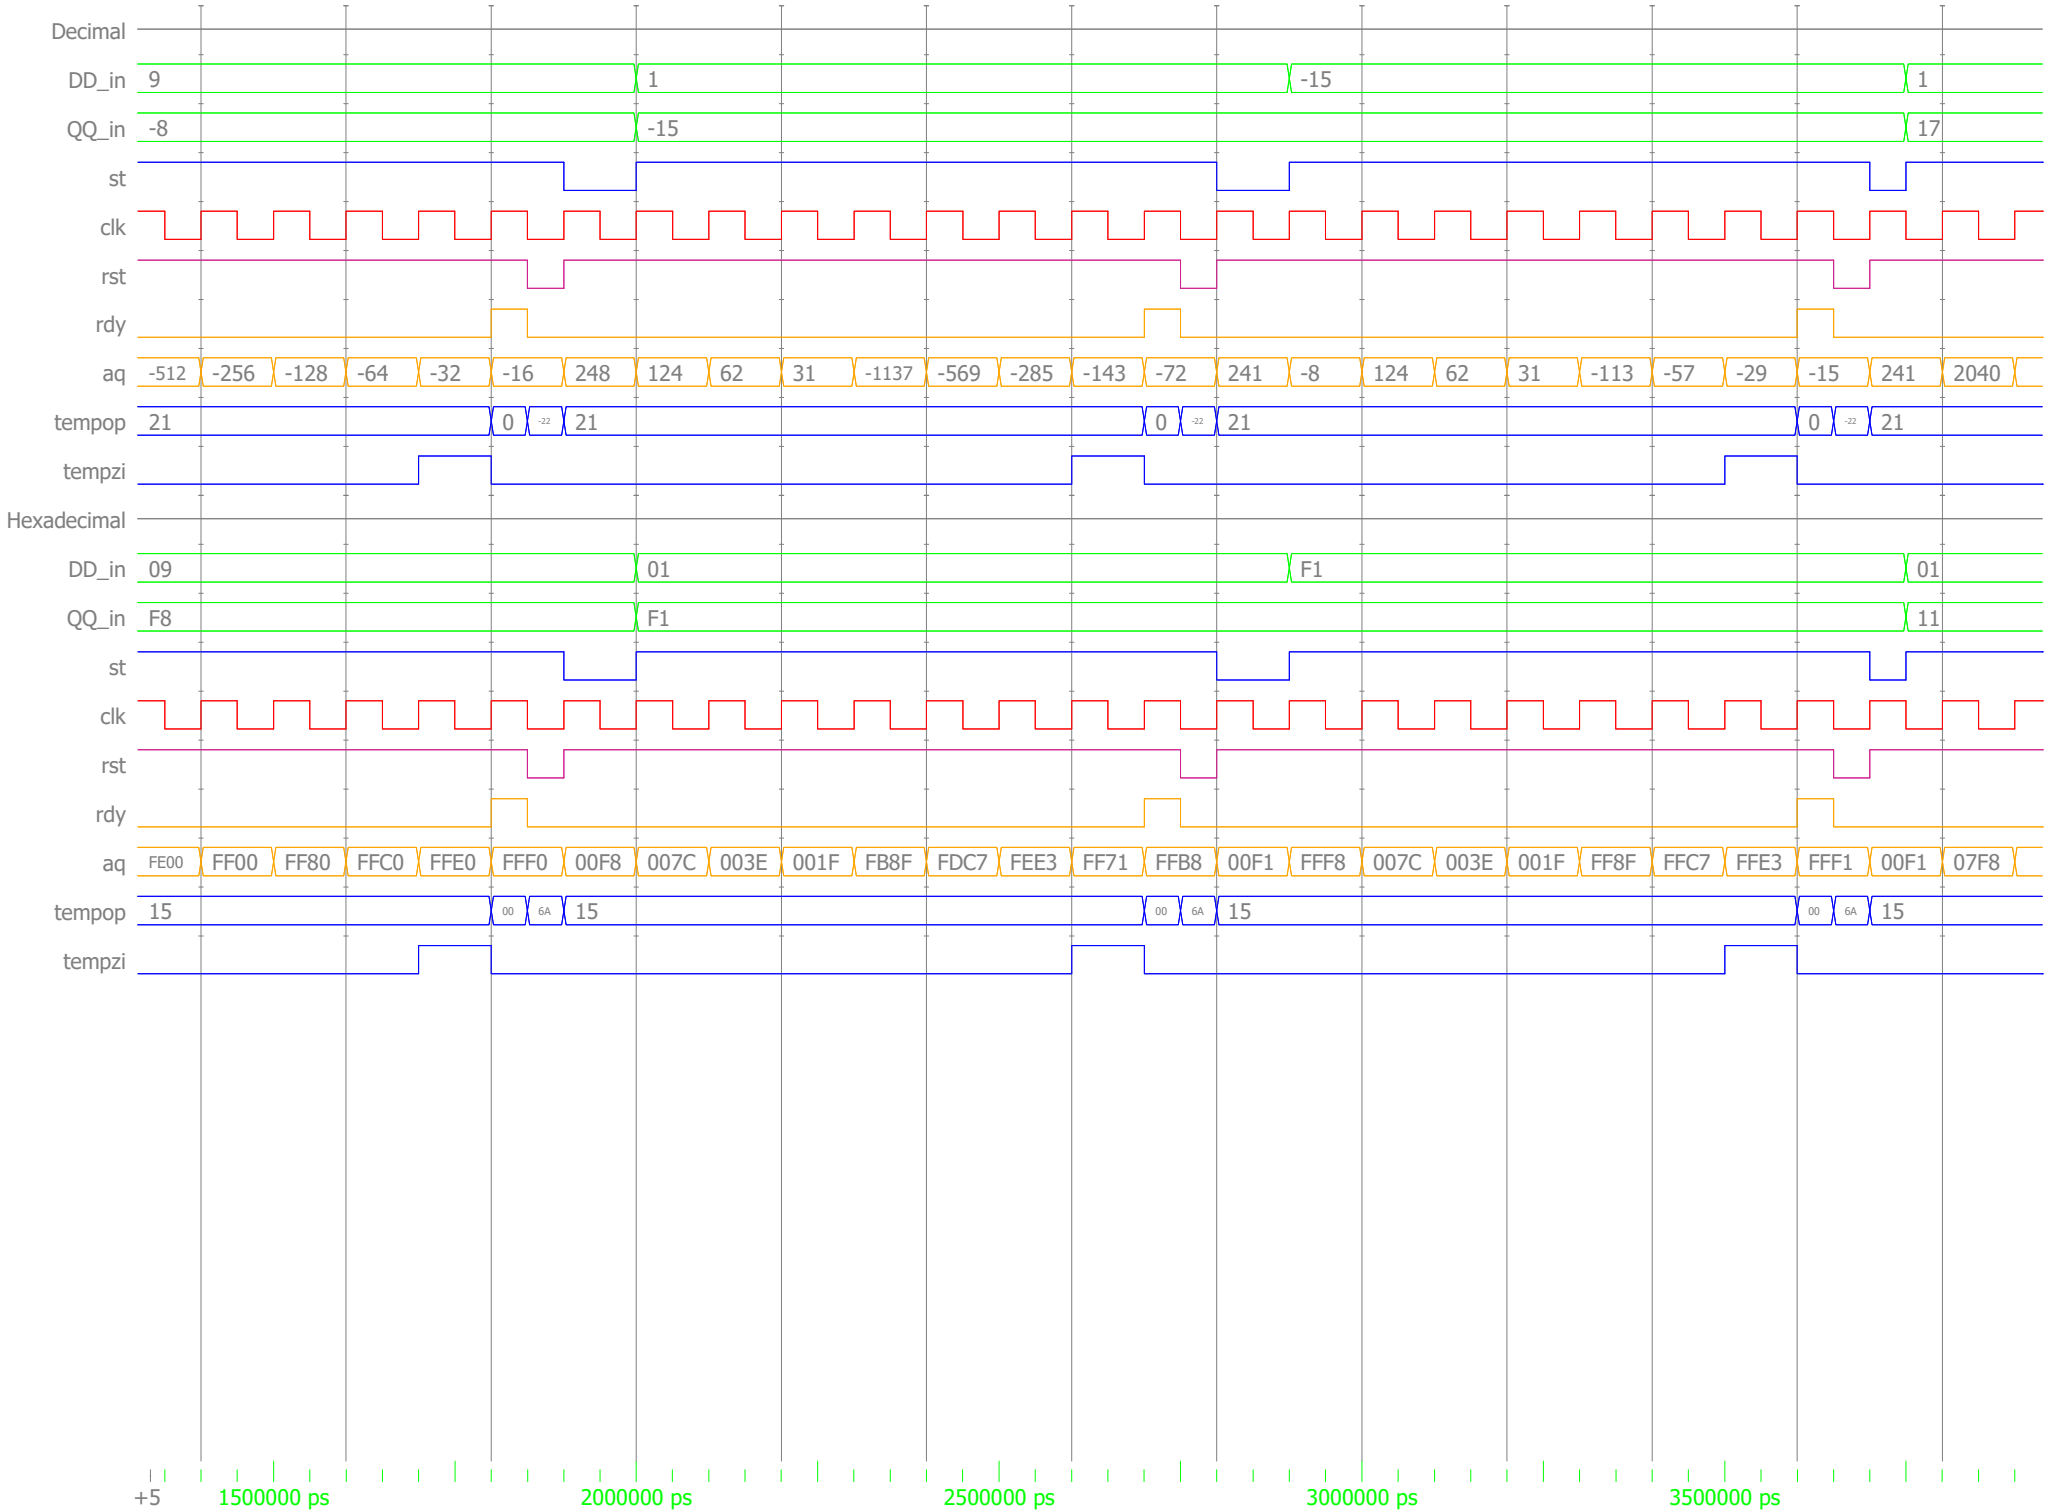 Decimal
DD_in 9 1 -15 1
QQ_in -8 -15 17
st
clk
rst
rdy
aq -512 -256 -128 -64 -32 -16 248 124 62 31 -1137 -569 -285 -143 -72 241 -8 124 62 31 -113 -57 -29 -15 241 2040
tempop 21 0 -22 21 0 -22 21 0 -22 21
tempzi
Hexadecimal
DD_in 09 01 F1 01
QQ_in F8 F1 11
st
clk
rst
rdy
aq FE00 FF00 FF80 FFC0 FFE0 FFF0 00F8 007C 003E 001F FB8F FDC7 FEE3 FF71 FFB8 00F1 FFF8 007C 003E 001F FF8F FFC7 FFE3 FFF1 00F1 07F8
tempop 15 00 6A 15 00 6A 15 00 6A 15
tempzi
+5 1500000 ps 2000000 ps 2500000 ps 3000000 ps 3500000 ps